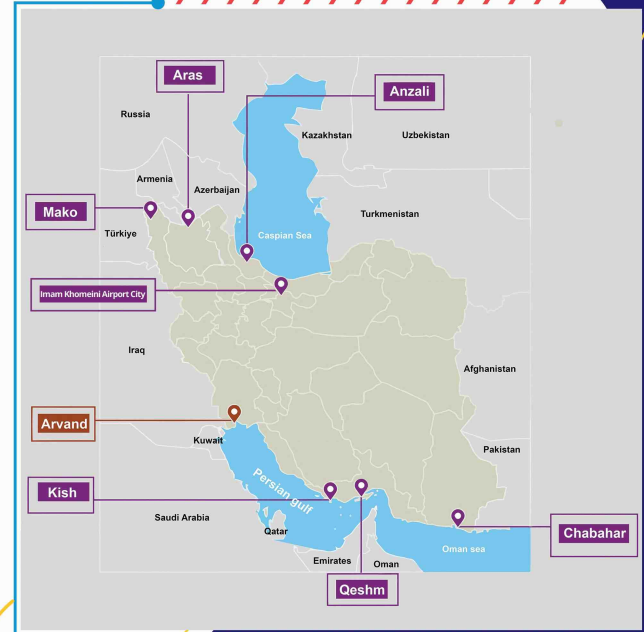 Aras
Anzali
Russia
Kazakhstan
Uzbekistan
Armenia
Azerbaijan
Mako
Turkmenistan
Türkiye
Caspian Sea
Imam Khomeini Airport City
Iraq
Afghanistan
Arvand
Kuwait
Pakistan
Persian gulf
Kish
Saudi Arabia
Qatar
Chabahar
Oman sea
Emirates
Oman
Qeshm